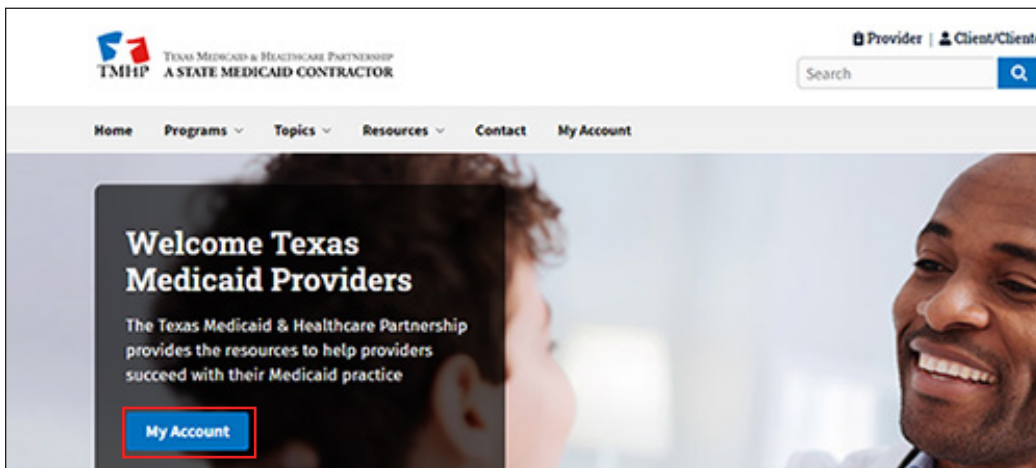 Provider | Client/Cliente
TMHP
TEXAS MEDICAID & HEALTHCARE PARTNERSHIP
A STATE MEDICAID CONTRACTOR
Search
Home Programs Topics Resources Contact My Account
Welcome Texas
Medicaid Providers
The Texas Medicaid & Healthcare Partnership
provides the resources to help providers
succeed with their Medicaid practice
My Account